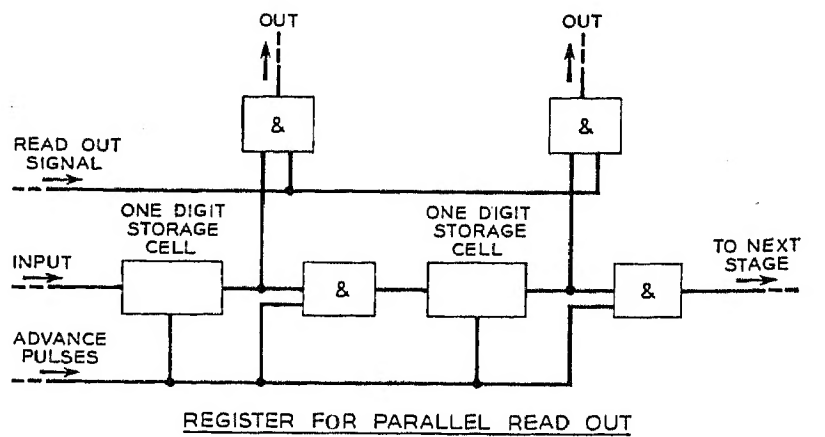 OUT
OUT
&
&
READ OUT
SIGNAL
ONE DIGIT
STORAGE
CELL
ONE DIGIT
STORAGE
CELL
INPUT
&
&
TO NEXT
STAGE
ADVANCE
PULSES
REGISTER FOR PARALLEL READ OUT